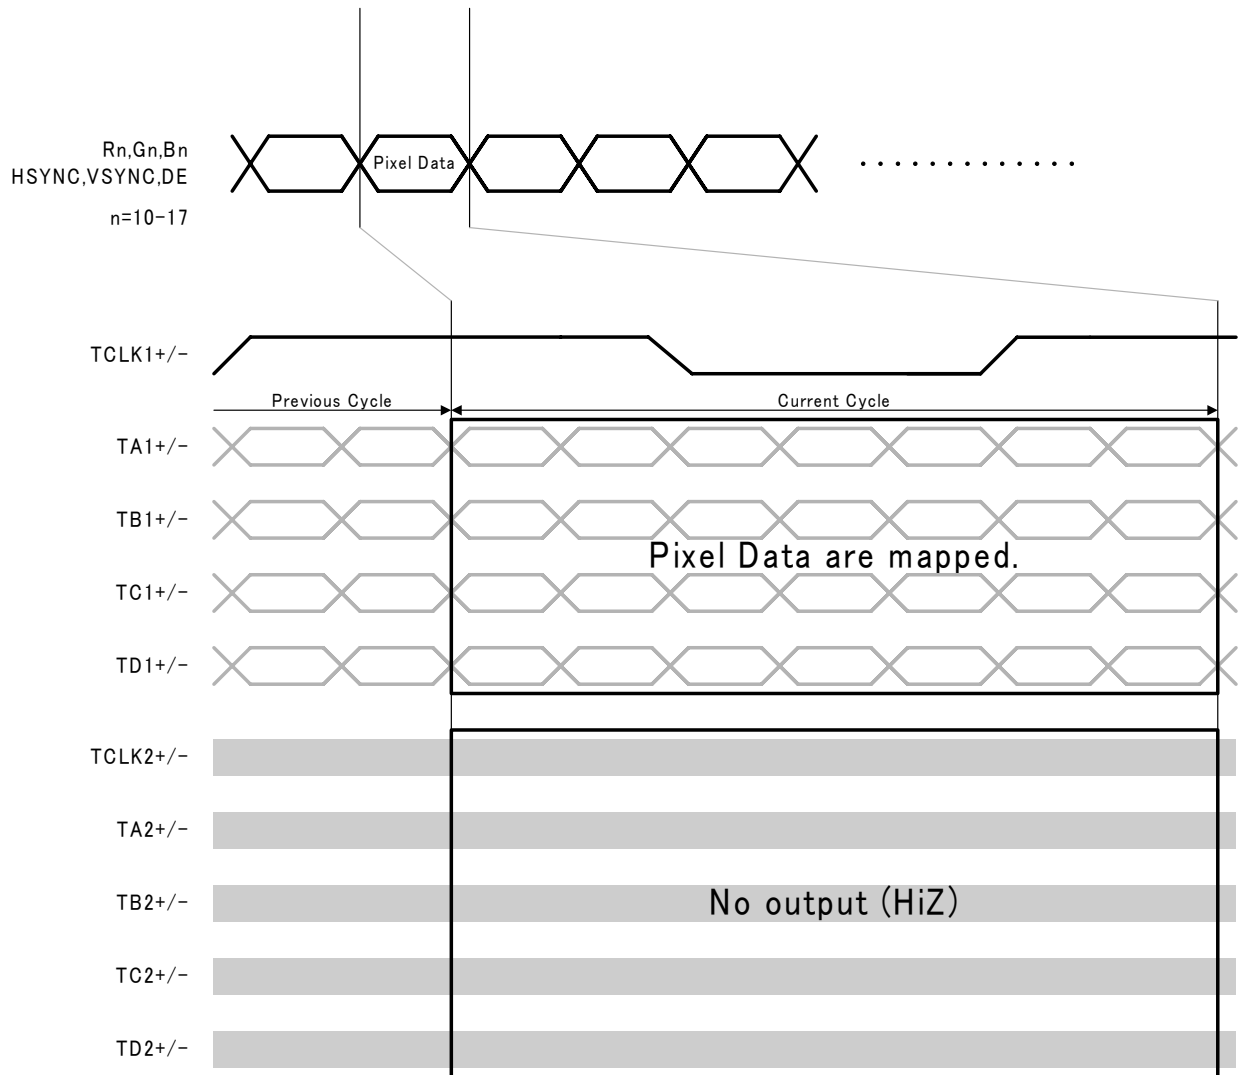 Rn,Gn,Bn
HSYNC,VSYNC,DE
n=10-17
Pixel Data
TCLK1+/-
Previous Cycle
Current Cycle
TA1+/-
TB1+/-
Pixel Data are mapped.
TC1+/-
TD1+/-
TCLK2+/-
TA2+/-
TB2+/-
No output (HiZ)
TC2+/-
TD2+/-